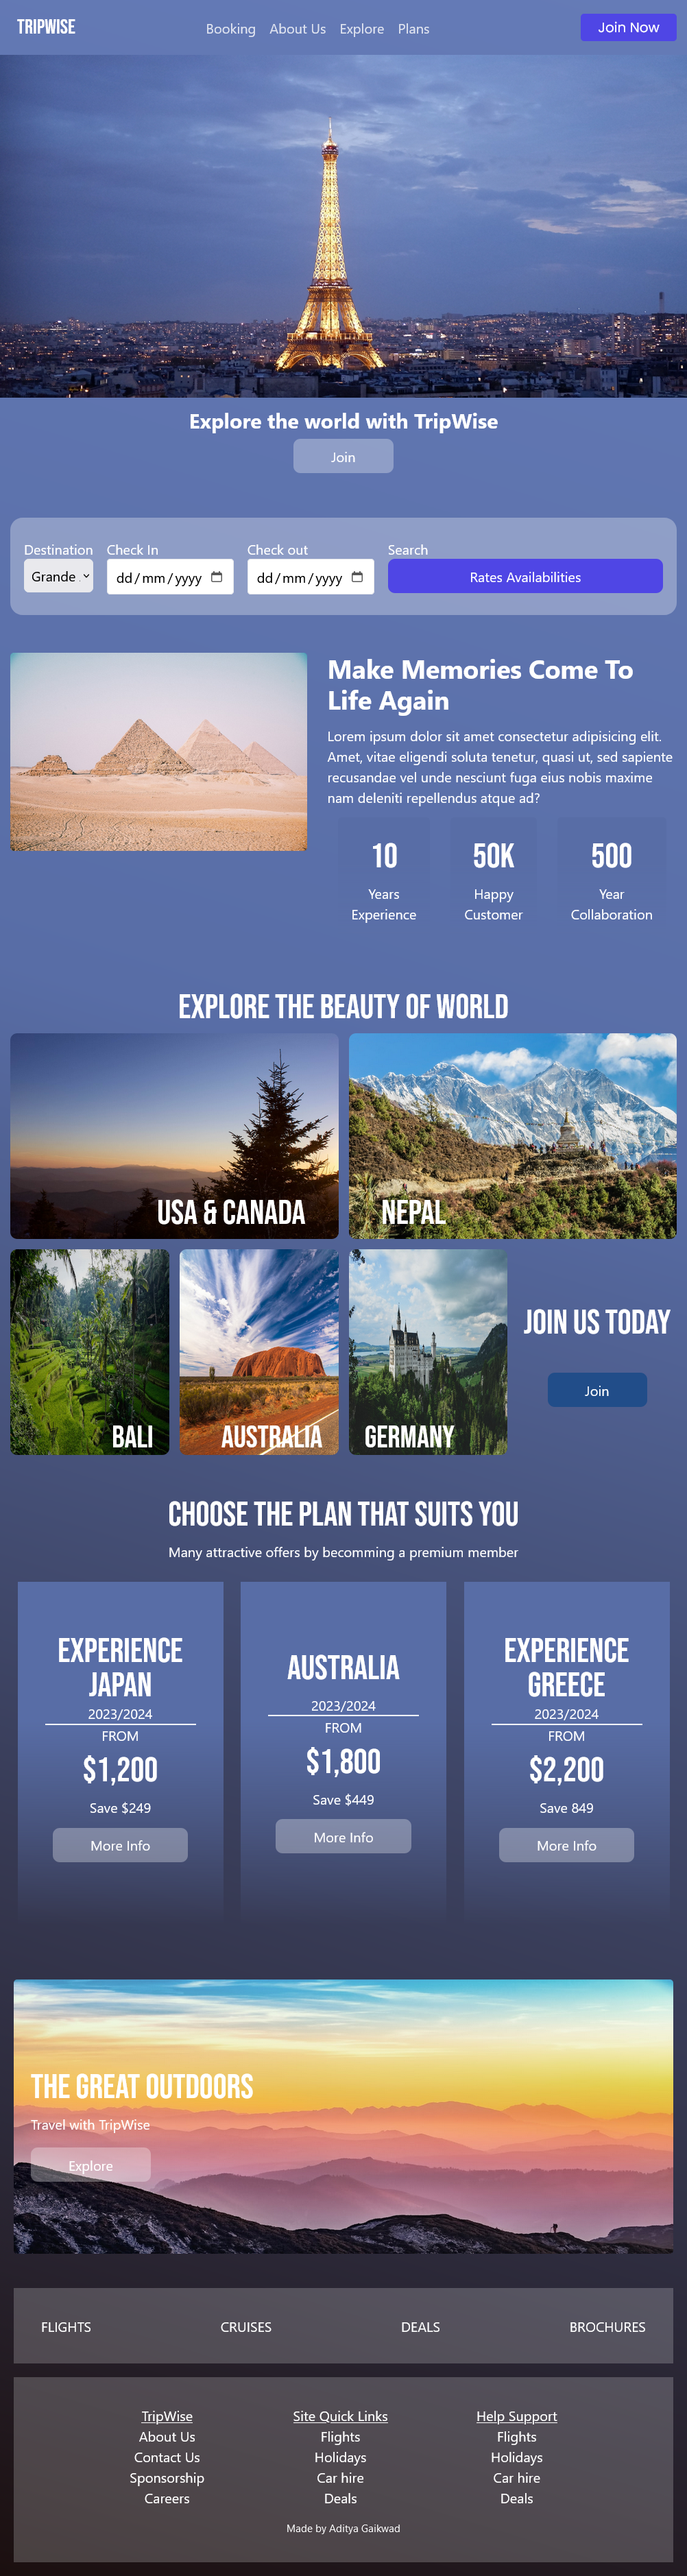 TRIPWISE
Booking About Us Explore Plans
Join Now
Explore the world with TripWise
Join
Destination Check In Check out Search
Grande dd/mm/yyyy dd/mm/yyyy Rates Availabilities
Make Memories Come To
Life Again
Lorem ipsum dolor sit amet consectetur adipisicing elit.
Amet, vitae eligendi soluta tenetur, quasi ut, sed sapiente
recusandae vel unde nesciunt fuga eius nobis maxime
nam deleniti repellendus atque ad?
10 50K 500
Years Happy Year
Experience Customer Collaboration
EXPLORE THE BEAUTY OF WORLD
USA & CANADA
NEPAL
BALI
AUSTRALIA
GERMANY
JOIN US TODAY
Join
CHOOSE THE PLAN THAT SUITS YOU
Many attractive offers by becomming a premium member
EXPERIENCE
JAPAN
2023/2024
FROM
$1,200
Save $249
More Info
AUSTRALIA
2023/2024
FROM
$1,800
Save $449
More Info
EXPERIENCE
GREECE
2023/2024
FROM
$2,200
Save 849
More Info
THE GREAT OUTDOORS
Travel with TripWise
Explore
FLIGHTS CRUISES DEALS BROCHURES
TripWise
About Us
Contact Us
Sponsorship
Careers
Site Quick Links
Flights
Holidays
Car hire
Deals
Help Support
Flights
Holidays
Car hire
Deals
Made by Aditya Gaikwad